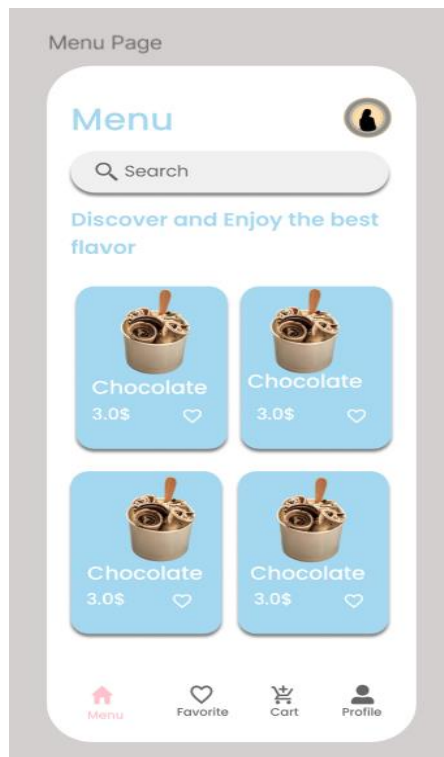 Menu Page
Menu
Search
Discover and Enjoy the best
flavor
Chocolate
3.0$
Chocolate
3.0$
Chocolate
3.0$
Chocolate
3.0$
Menu
Favorite
Cart
Profile